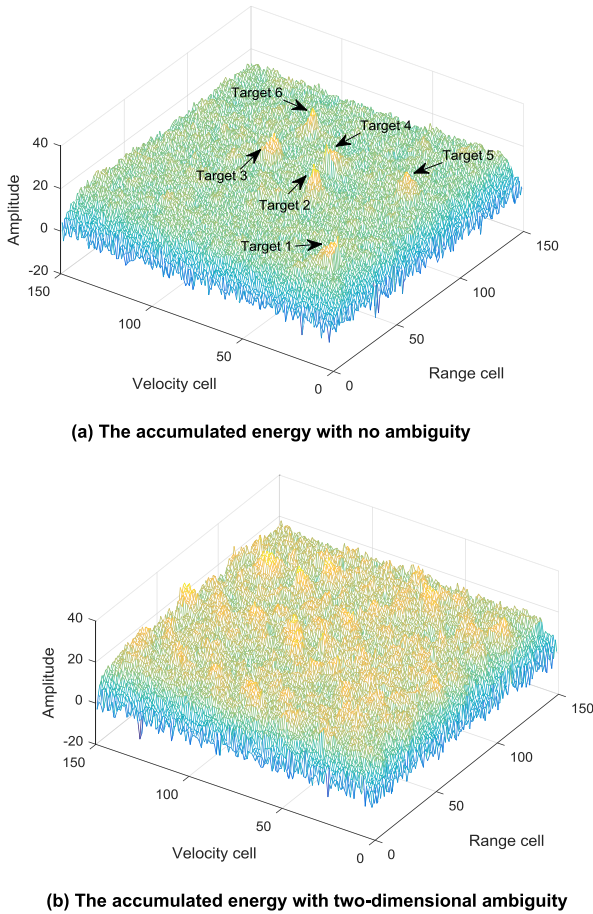 Target 6
Target 4
Target 5
Target 3
Target 2
Target 1
40
20
0
-20
Amplitude
150
100
50
0
Velocity cell
0
50
100
150
Range cell
(a) The accumulated energy with no ambiguity
40
20
0
-20
Amplitude
150
100
50
0
Velocity cell
0
50
100
150
Range cell
(b) The accumulated energy with two-dimensional ambiguity